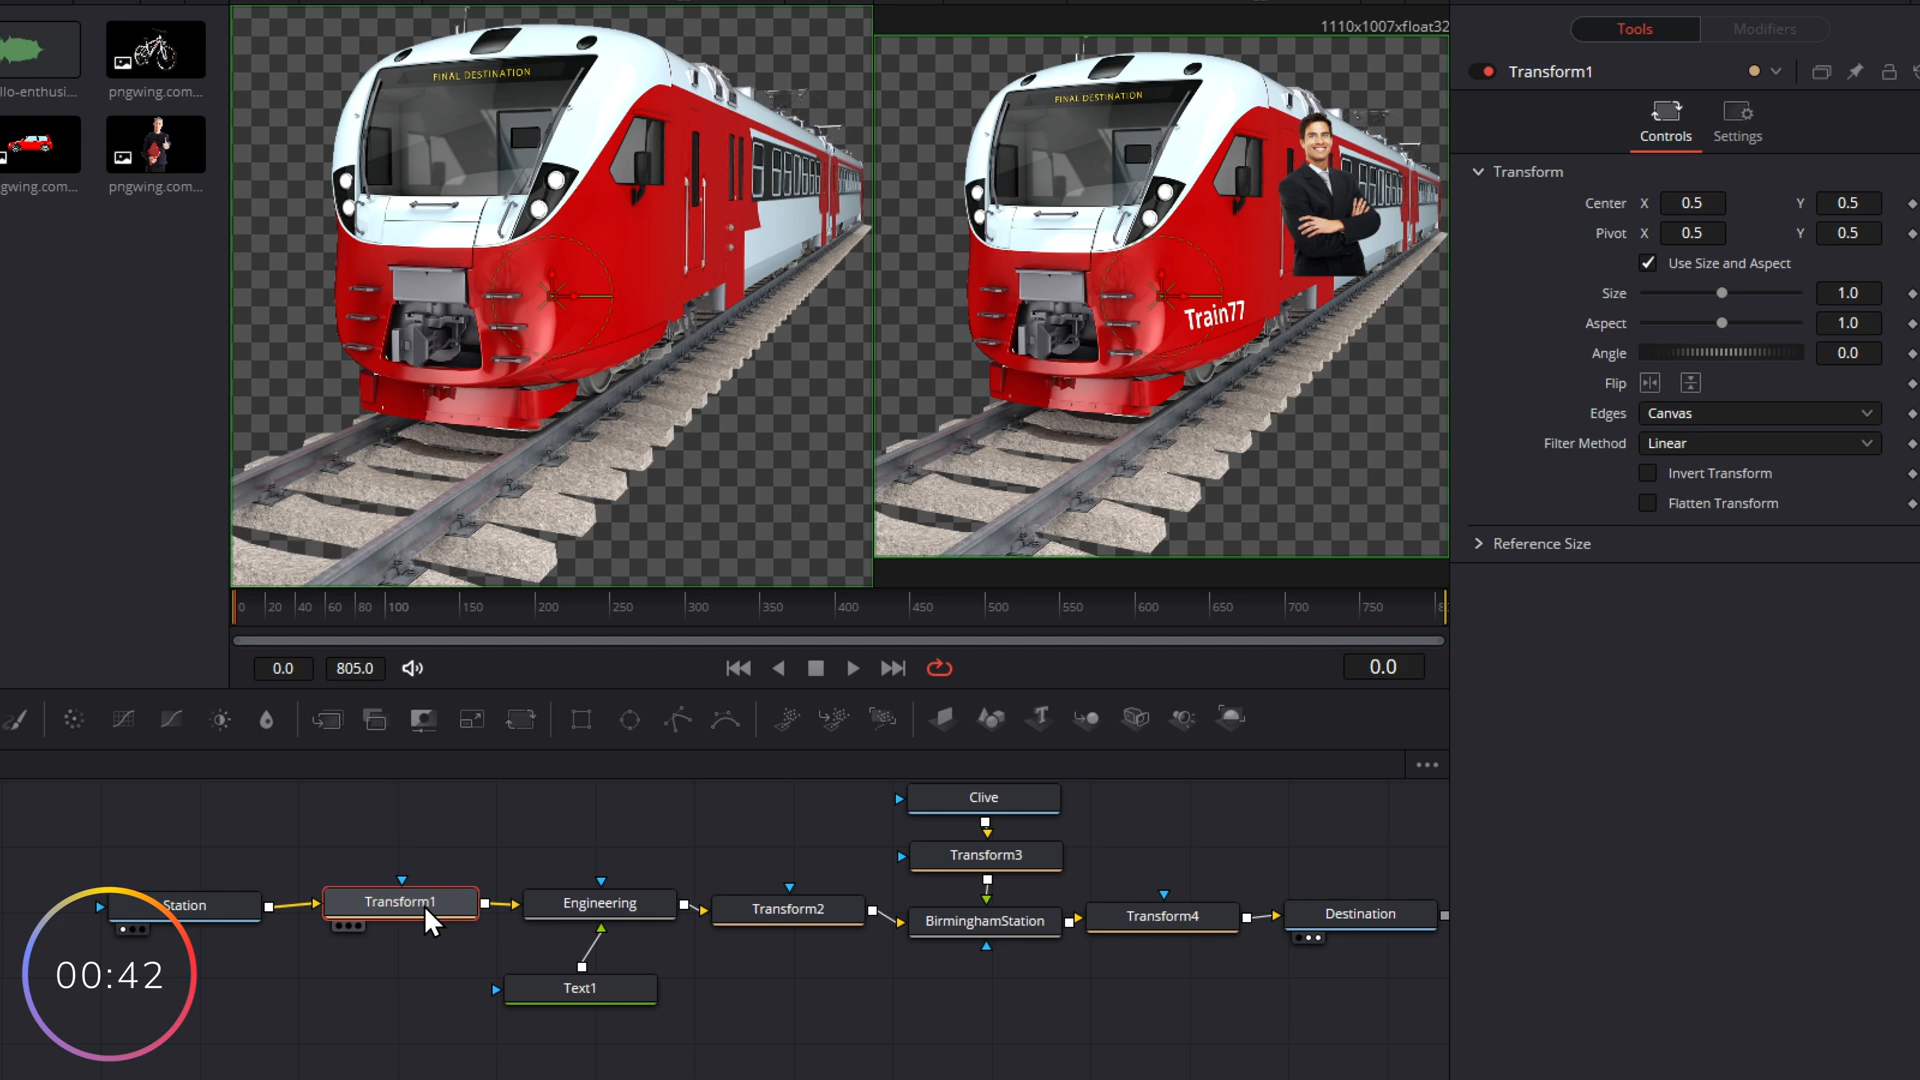 llo-enthusi...
pngwing.com...
gwing.com...
pngwing.com...
FINAL DESTINATION
1110x1007xfloat32
FINAL DESTINATION
Train77
0 20 40 60 80 100 150 200 250 300 350 400 450 500 550 600 650 700 750
0.0 805.0 0.0
Tools Modifiers
Transform1
Controls Settings
Transform
Center X 0.5 Y 0.5
Pivot X 0.5 Y 0.5
Use Size and Aspect
Size 1.0
Aspect 1.0
Angle 0.0
Flip
Edges Canvas
Filter Method Linear
Invert Transform
Flatten Transform
Reference Size
Clive
Transform3
Station Transform1 Engineering Transform2 BirminghamStation Transform4 Destination
Text1
00:42